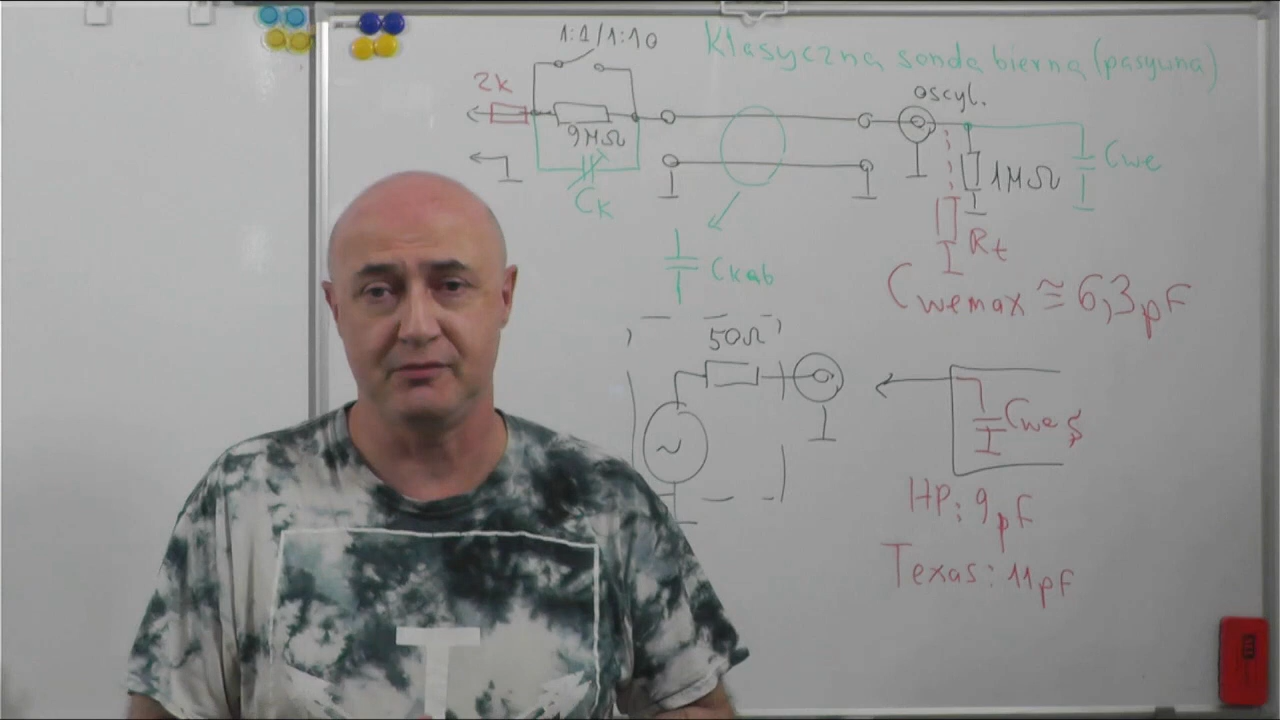 Klasyczna sonda bierna (pasywna)
1:1/1:10
2k
9MΩ
Ck
oscyl.
1MΩ
Cwe
Rt
Ckab
Cwemax ≅ 6,3pF
50Ω
~
Cwe ś
HP: 9pF
Texas: 11pF
T